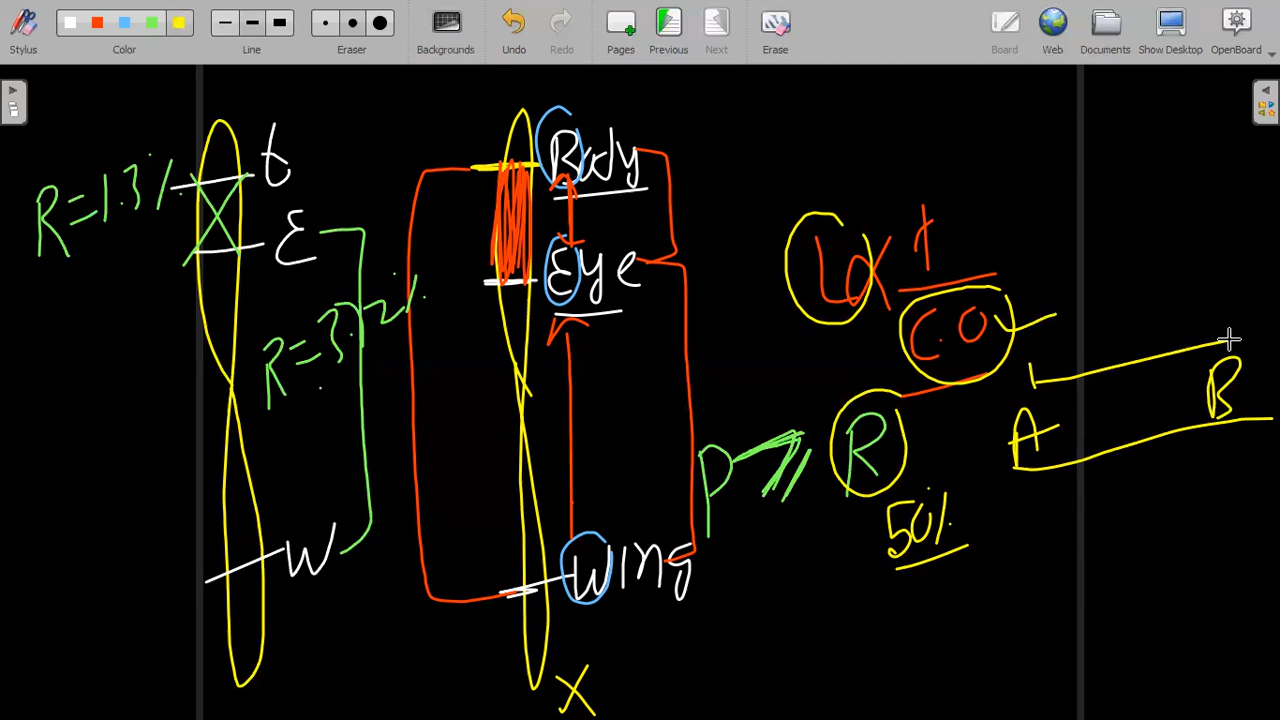 Stylus
Color
Line
Eraser
Backgrounds
Undo
Redo
Pages
Previous
Next
Erase
Board
Web
Documents
Show Desktop
OpenBoard
R=1.3%
t
E
R=3.2%
W
Body
Eye
Wing
X
C.O
P
R
50%
A
B